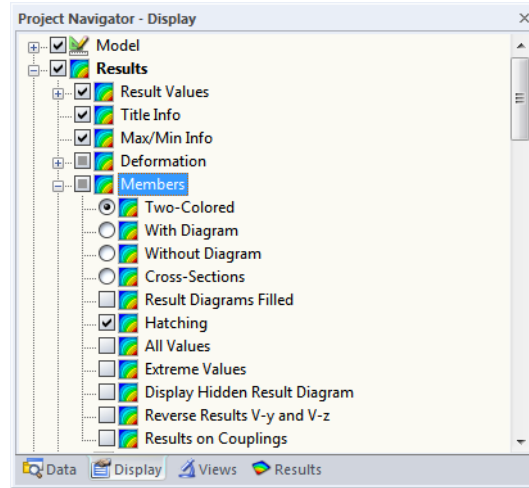 Project Navigator - Display
Model
Results
Result Values
Title Info
Max/Min Info
Deformation
Members
Two-Colored
With Diagram
Without Diagram
Cross-Sections
Result Diagrams Filled
Hatching
All Values
Extreme Values
Display Hidden Result Diagram
Reverse Results V-y and V-z
Results on Couplings
Data Display Views Results